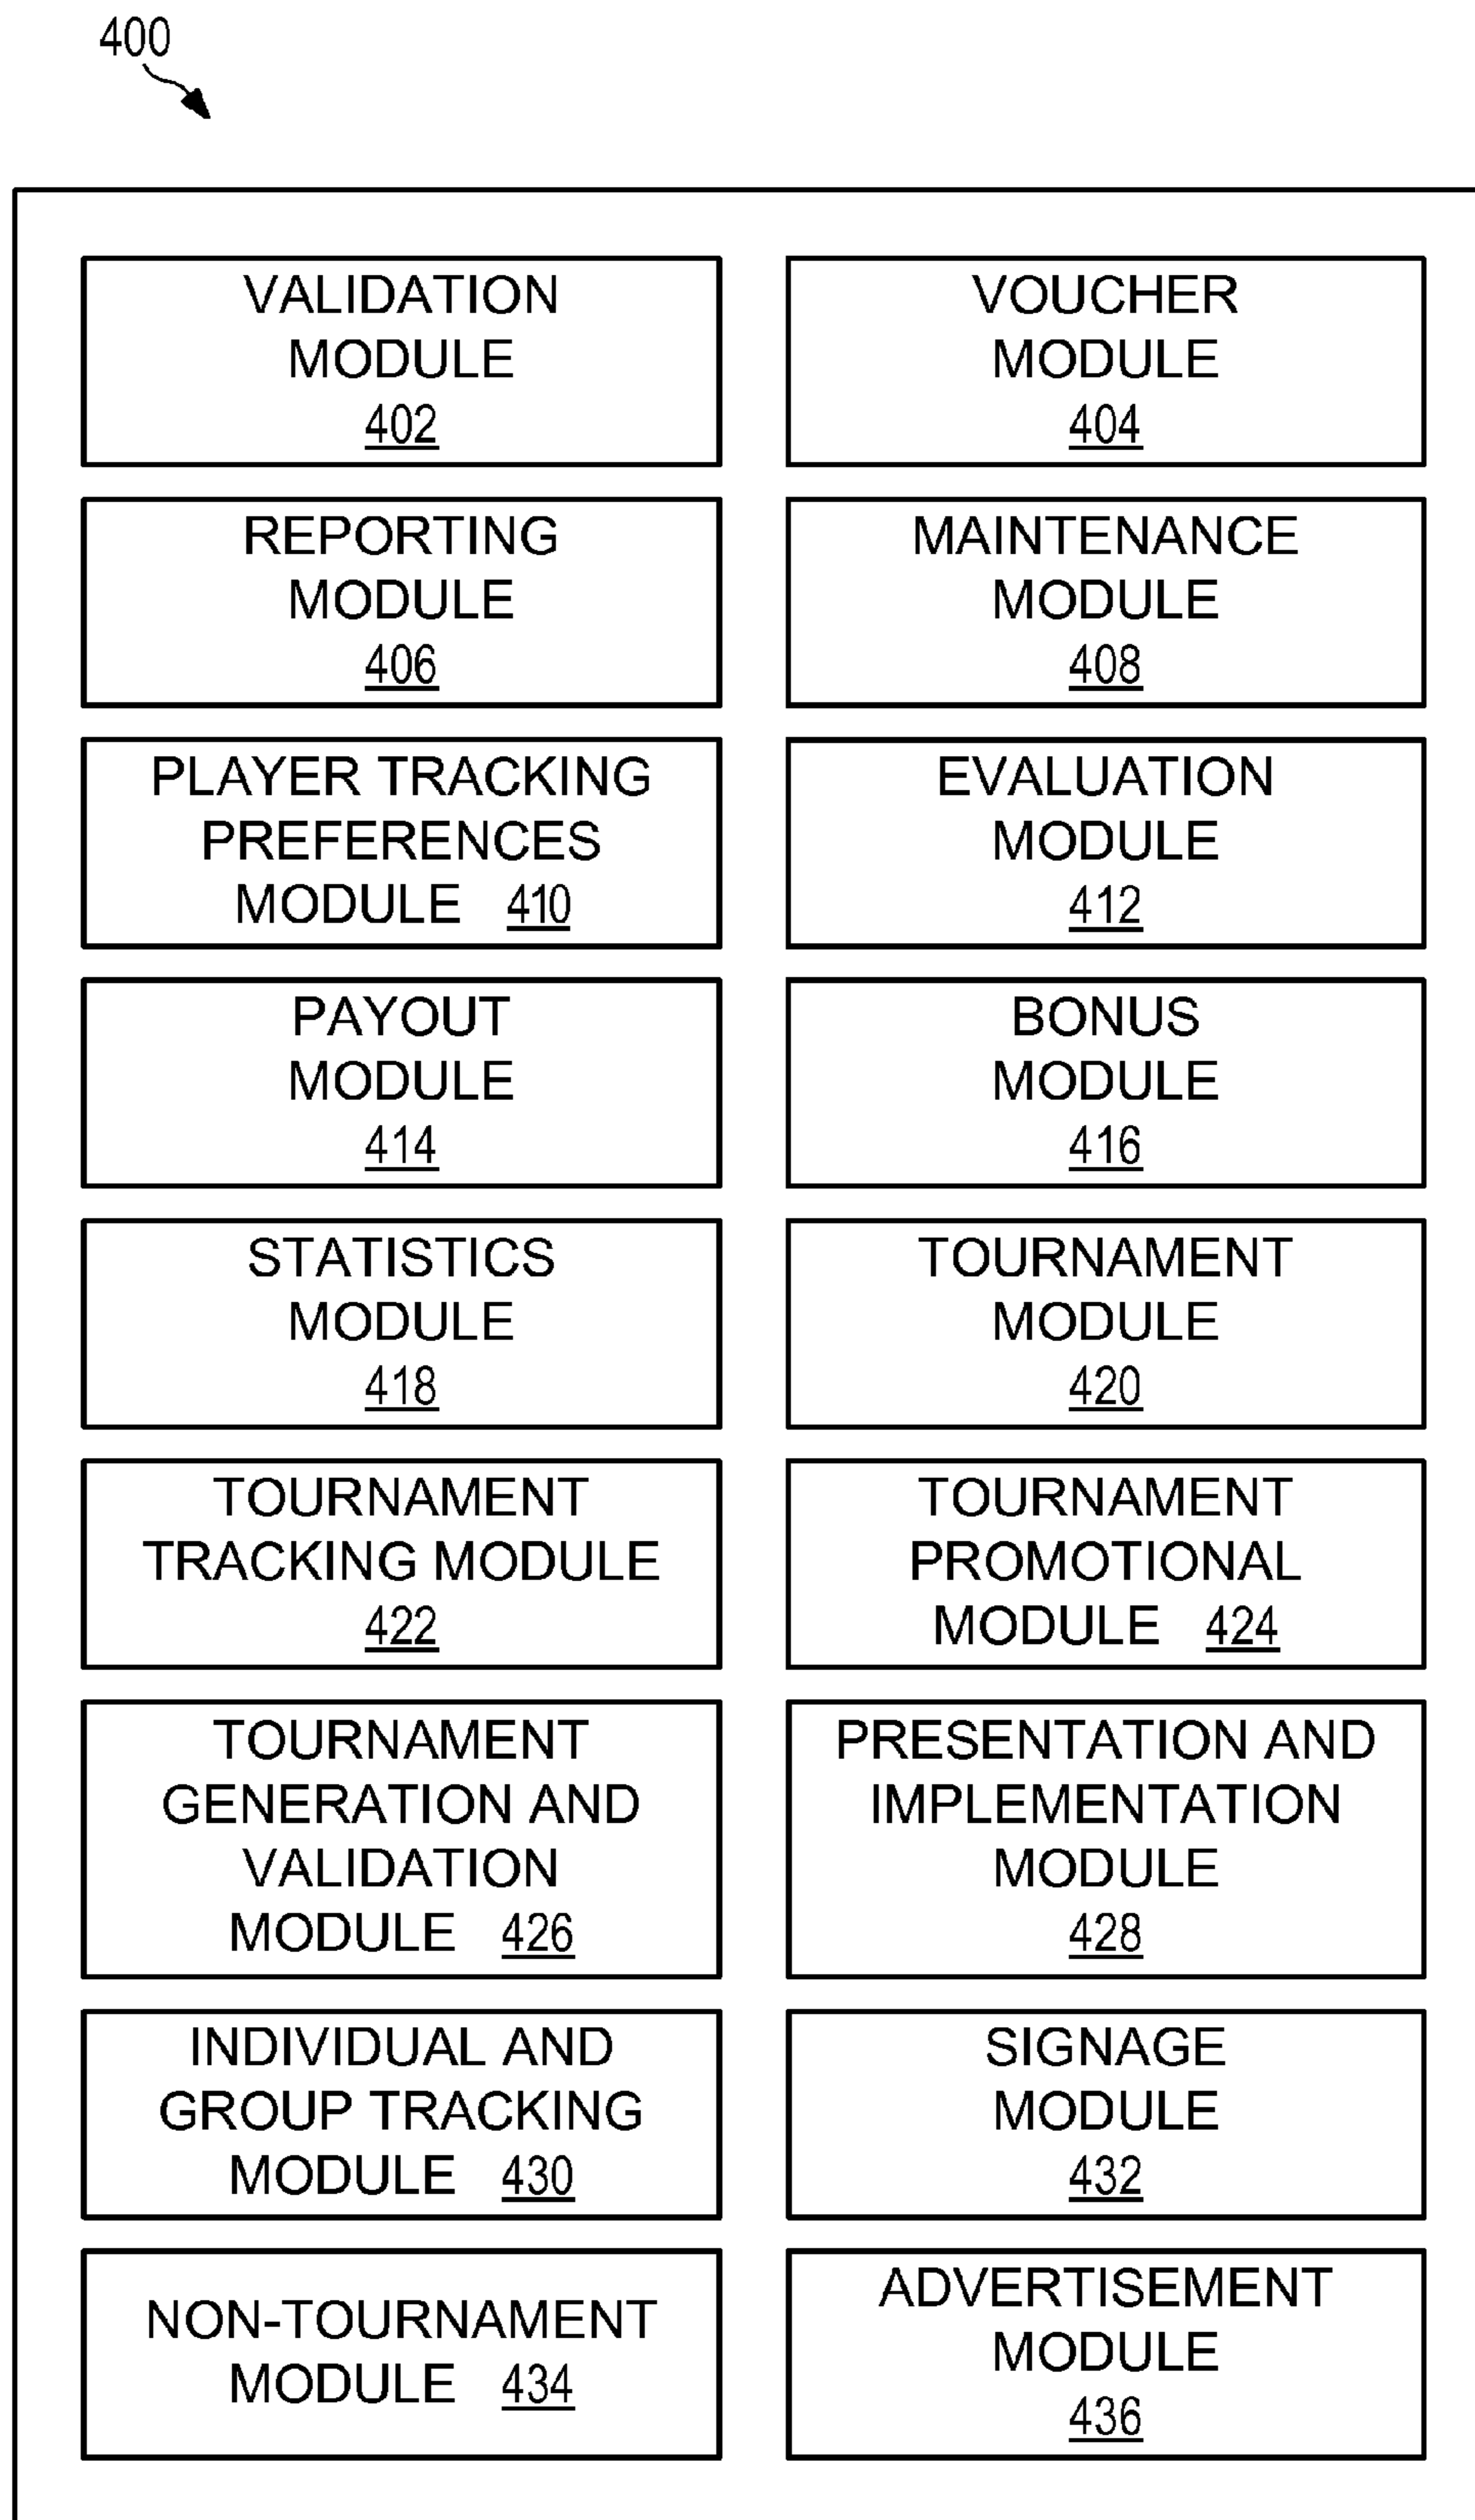 400
VALIDATION
MODULE
402
VOUCHER
MODULE
404
REPORTING
MODULE
406
MAINTENANCE
MODULE
408
PLAYER TRACKING
PREFERENCES
MODULE 410
EVALUATION
MODULE
412
PAYOUT
MODULE
414
BONUS
MODULE
416
STATISTICS
MODULE
418
TOURNAMENT
MODULE
420
TOURNAMENT
TRACKING MODULE
422
TOURNAMENT
PROMOTIONAL
MODULE 424
TOURNAMENT
GENERATION AND
VALIDATION
MODULE 426
PRESENTATION AND
IMPLEMENTATION
MODULE
428
INDIVIDUAL AND
GROUP TRACKING
MODULE 430
SIGNAGE
MODULE
432
NON-TOURNAMENT
MODULE 434
ADVERTISEMENT
MODULE
436